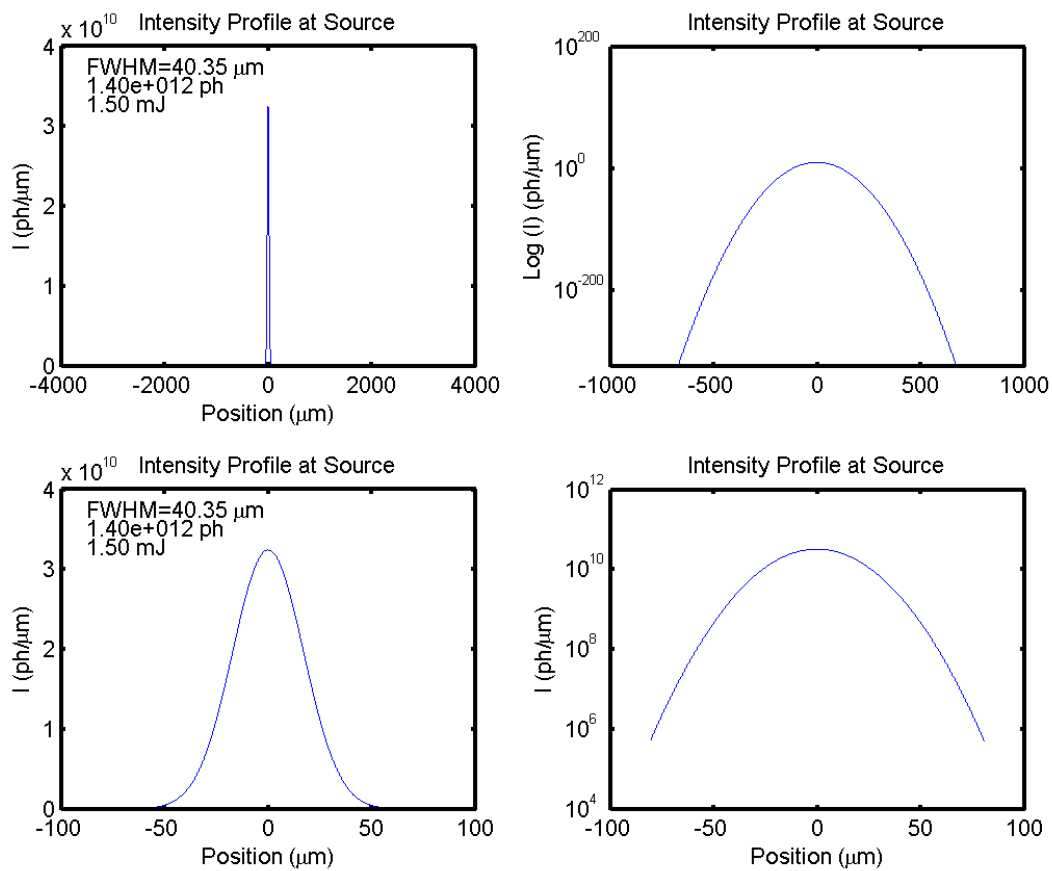 Intensity Profile at Source
x 10^10
FWHM=40.35 μm
1.40e+012 ph
1.50 mJ
I (ph/μm)
4
3
2
1
0
-4000 -2000 0 2000 4000
Position (μm)
Intensity Profile at Source
Log (I) (ph/μm)
10^200
10^0
10^-200
-1000 -500 0 500 1000
Position (μm)
Intensity Profile at Source
x 10^10
FWHM=40.35 μm
1.40e+012 ph
1.50 mJ
I (ph/μm)
4
3
2
1
0
-100 -50 0 50 100
Position (μm)
Intensity Profile at Source
I (ph/μm)
10^12
10^10
10^8
10^6
10^4
-100 -50 0 50 100
Position (μm)